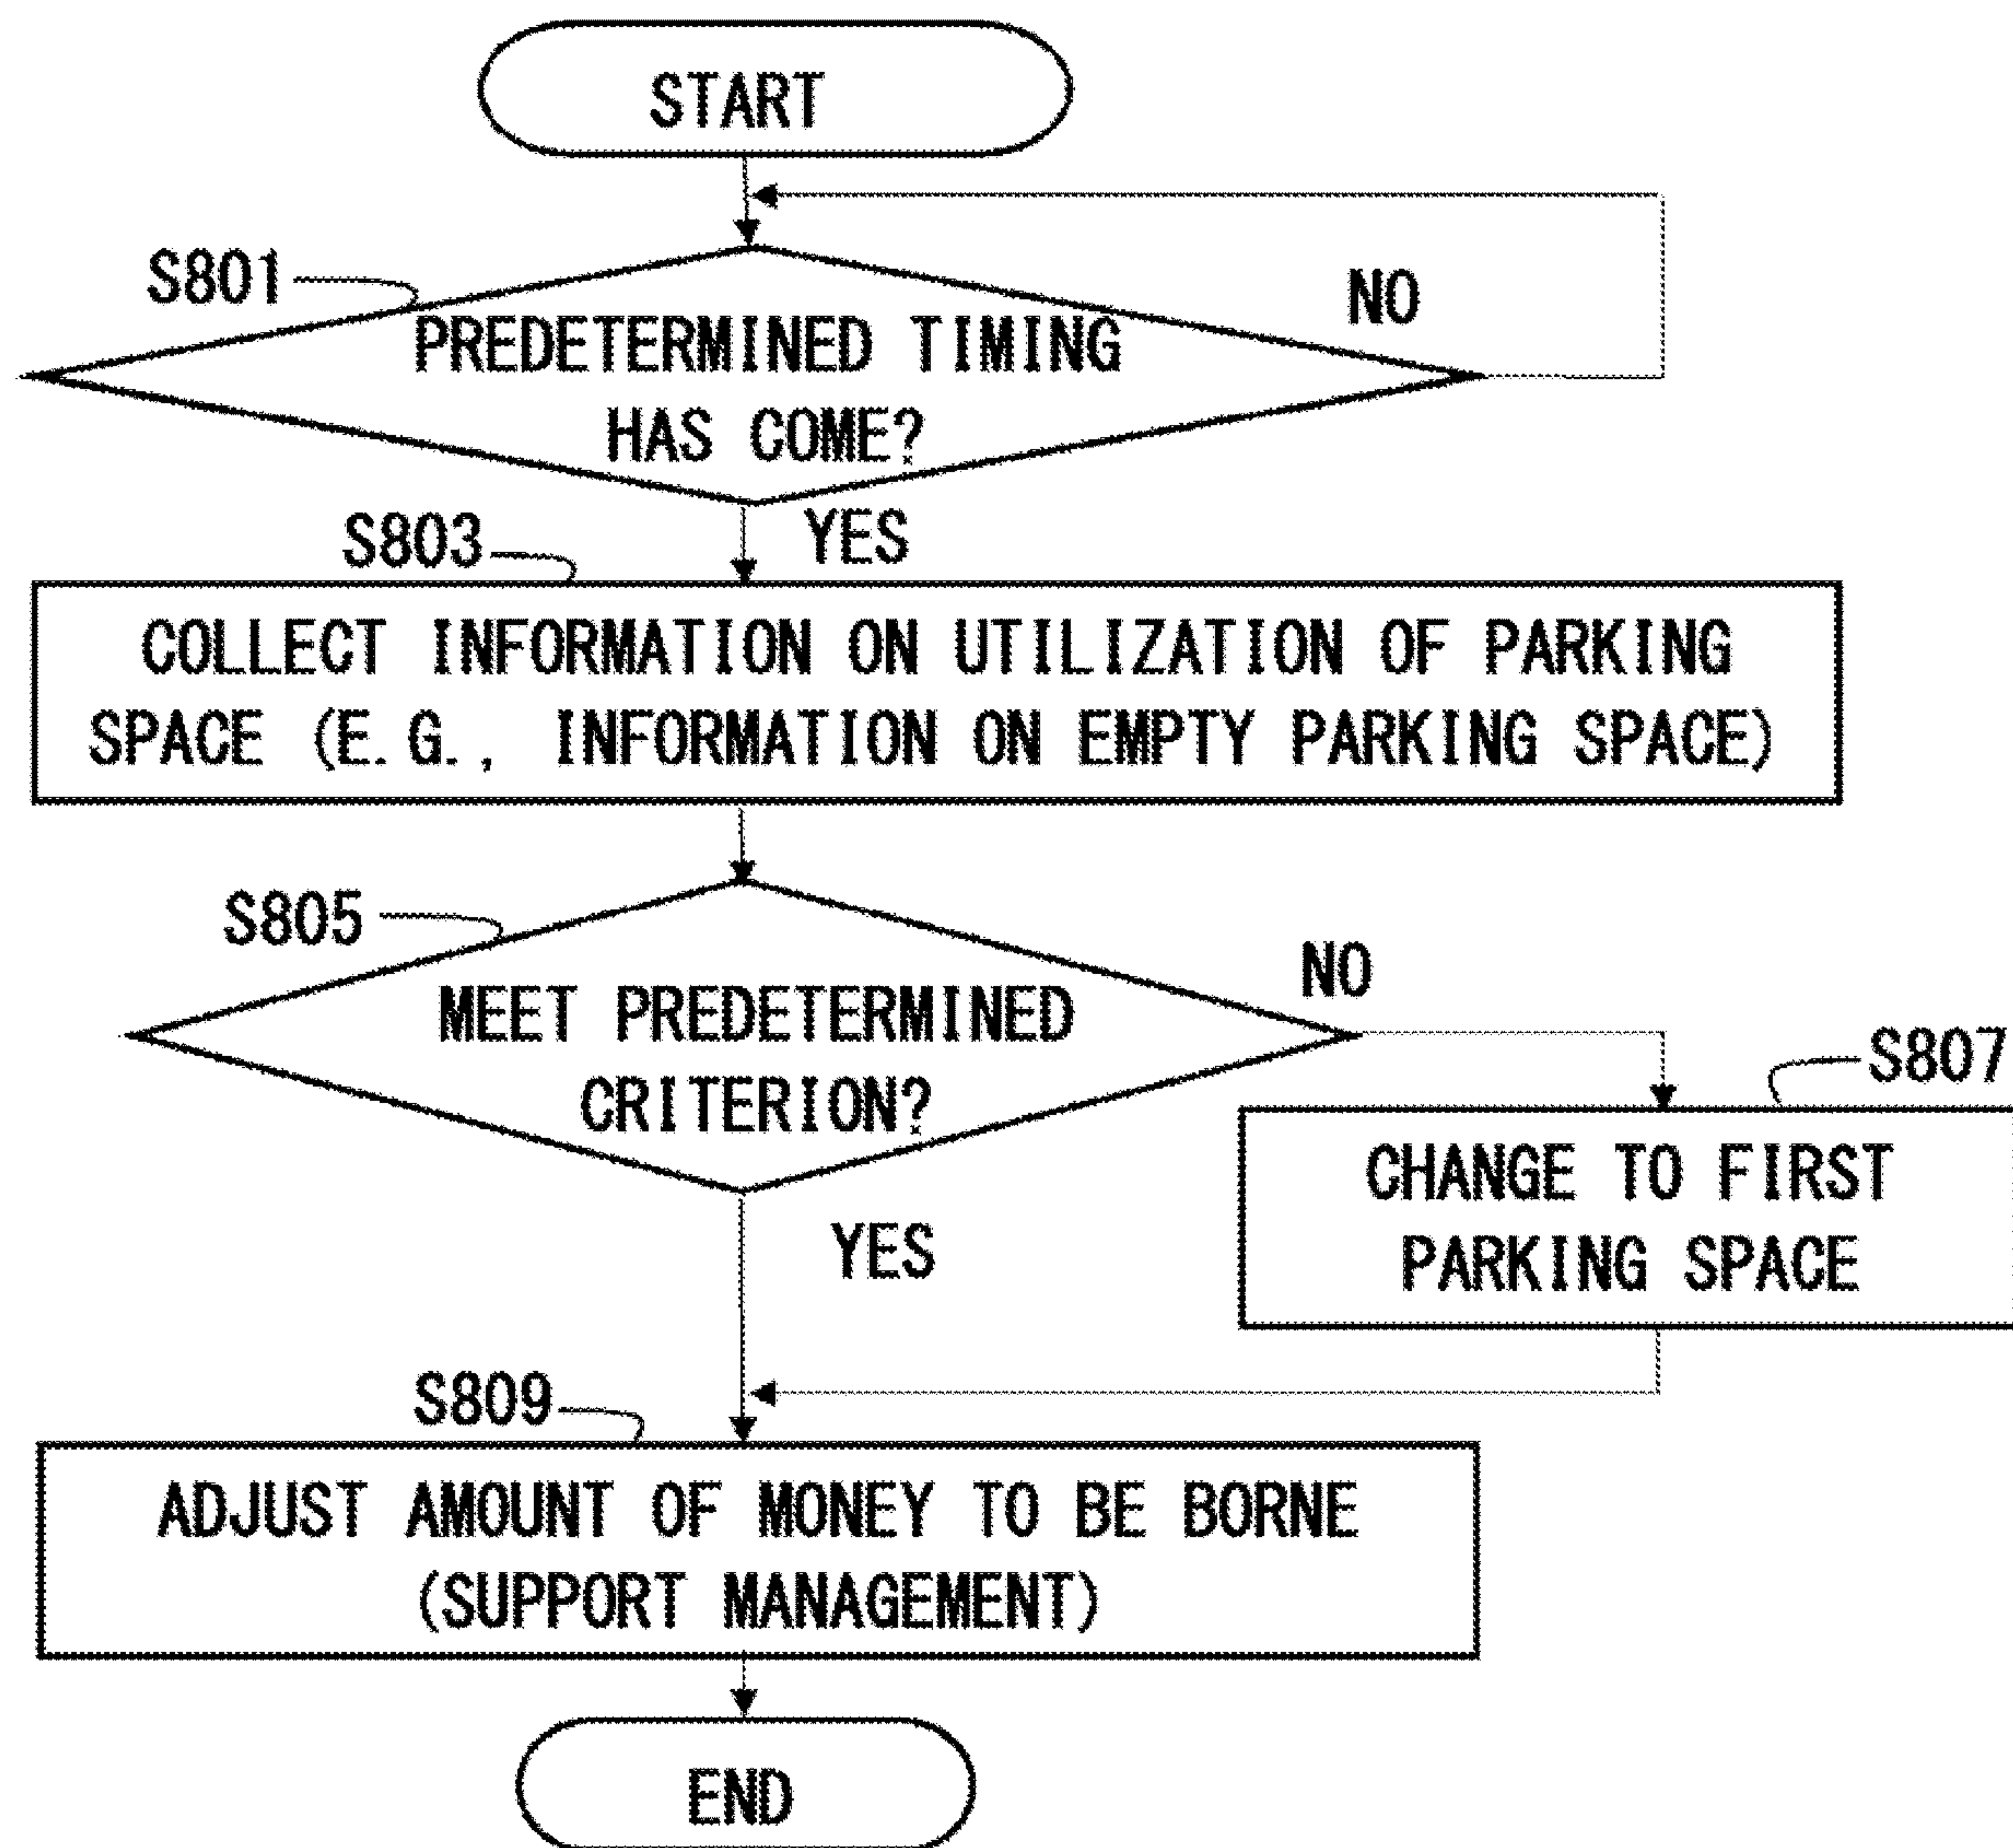 START
S801
NO
PREDETERMINED TIMING
HAS COME?
S803
YES
COLLECT INFORMATION ON UTILIZATION OF PARKING
SPACE (E.G., INFORMATION ON EMPTY PARKING SPACE)
S805
NO
MEET PREDETERMINED
CRITERION?
S807
CHANGE TO FIRST
PARKING SPACE
YES
S809
ADJUST AMOUNT OF MONEY TO BE BORNE
(SUPPORT MANAGEMENT)
END